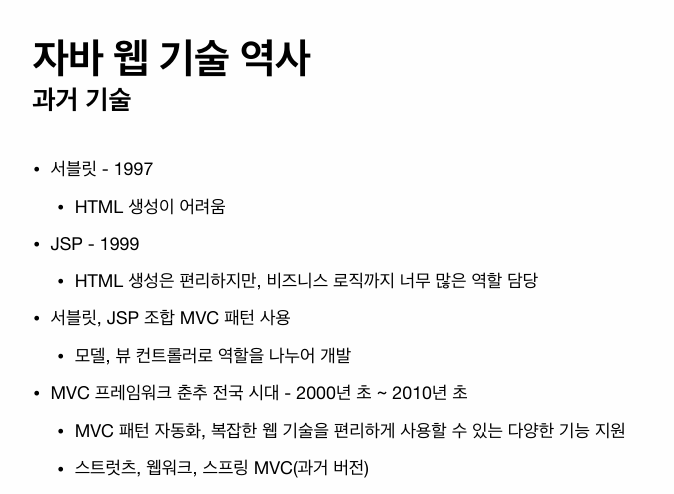 자바 웹 기술 역사
과거 기술
• 서블릿 - 1997
• HTML 생성이 어려움
• JSP - 1999
• HTML 생성은 편리하지만, 비즈니스 로직까지 너무 많은 역할 담당
• 서블릿, JSP 조합 MVC 패턴 사용
• 모델, 뷰 컨트롤러로 역할을 나누어 개발
• MVC 프레임워크 춘추 전국 시대 - 2000년 초 ~ 2010년 초
• MVC 패턴 자동화, 복잡한 웹 기술을 편리하게 사용할 수 있는 다양한 기능 지원
• 스트럿츠, 웹워크, 스프링 MVC(과거 버전)